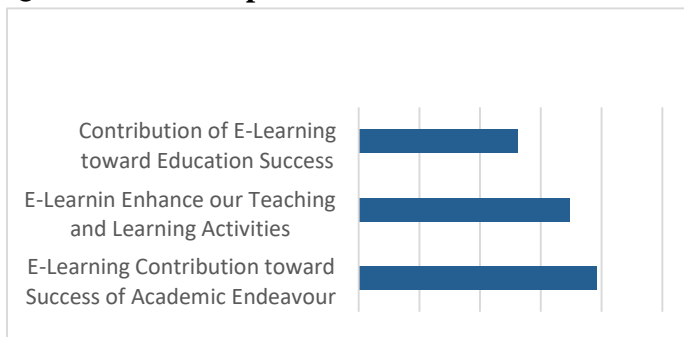 Contribution of E-Learning
toward Education Success
E-Learnin Enhance our Teaching
and Learning Activities
E-Learning Contribution toward
Success of Academic Endeavour